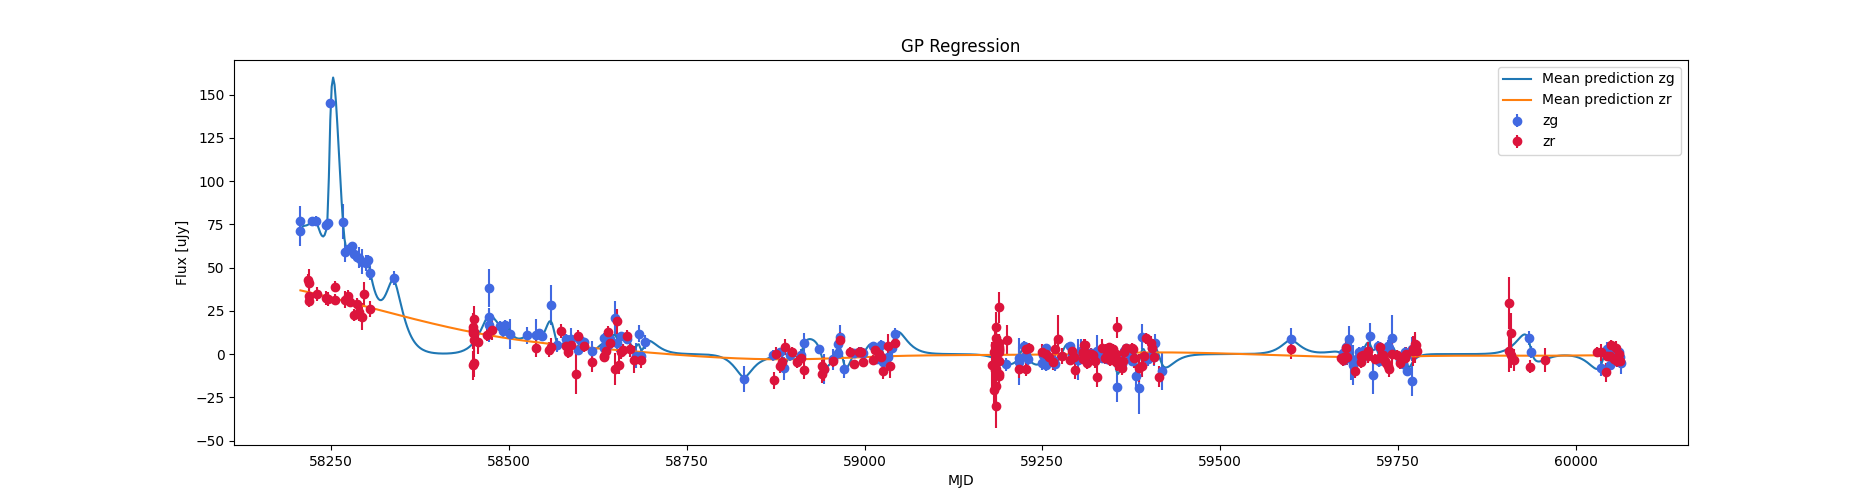 GP Regression
Mean prediction zg
Mean prediction zr
zg
zr
Flux [uJy]
150
125
100
75
50
25
0
−25
−50
58250
58500
58750
59000
59250
59500
59750
60000
MJD